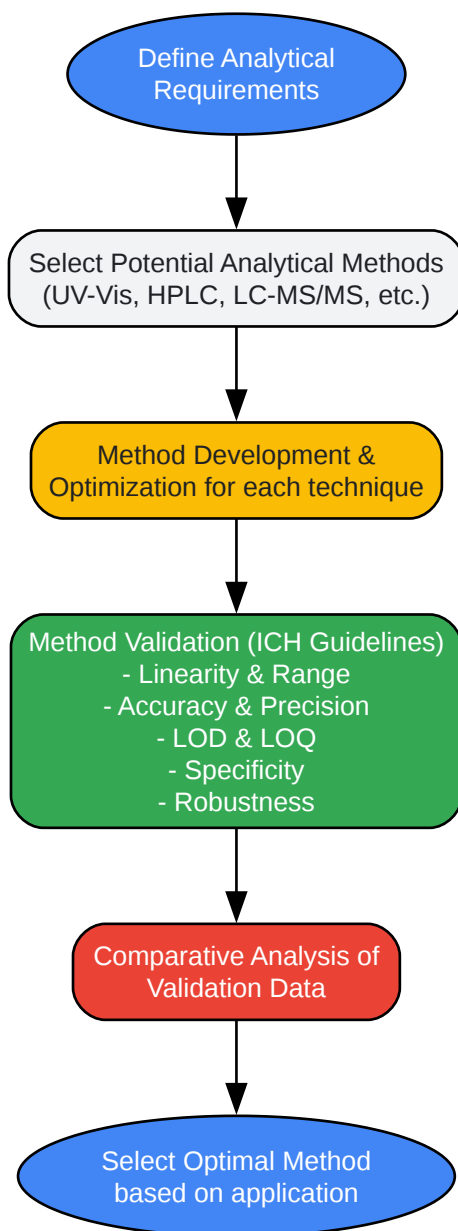 Define Analytical
Requirements
Select Potential Analytical Methods
(UV-Vis, HPLC, LC-MS/MS, etc.)
Method Development &
Optimization for each technique
Method Validation (ICH Guidelines)
- Linearity & Range
- Accuracy & Precision
- LOD & LOQ
- Specificity
- Robustness
Comparative Analysis of
Validation Data
Select Optimal Method
based on application